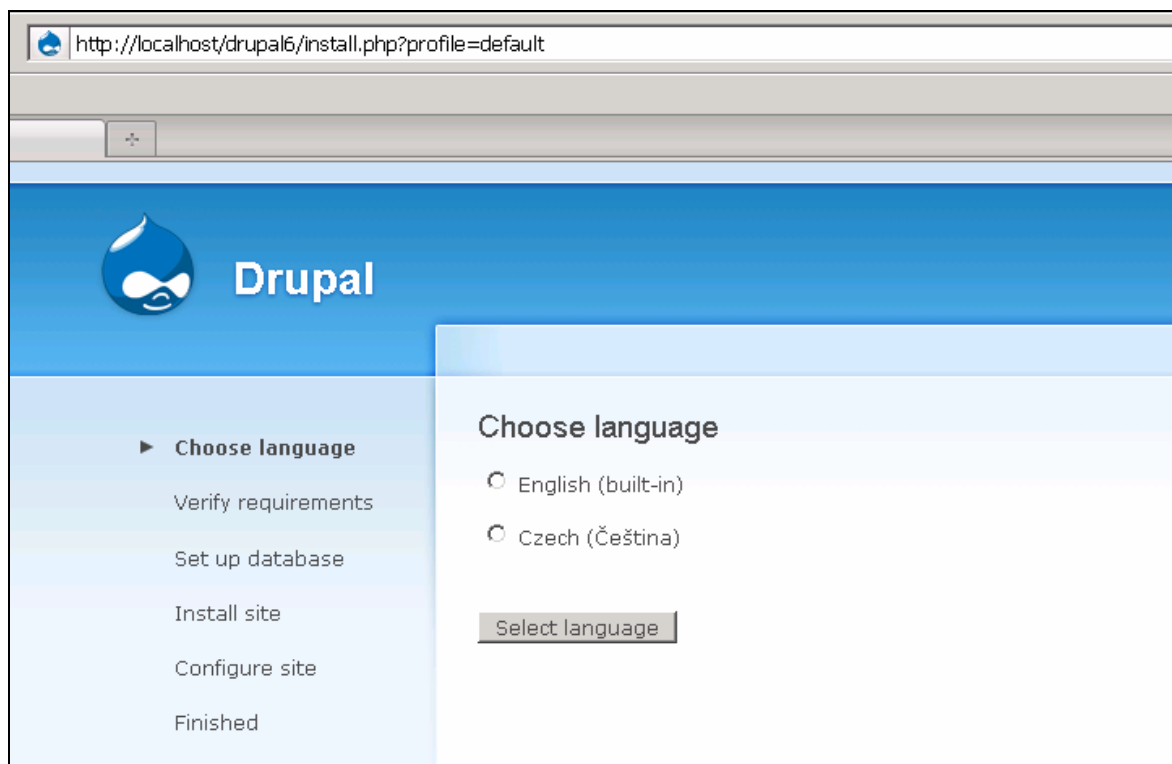 http://localhost/drupal6/install.php?profile=default
Drupal
Choose language
Verify requirements
Set up database
Install site
Configure site
Finished
Choose language
English (built-in)
Czech (Čeština)
Select language